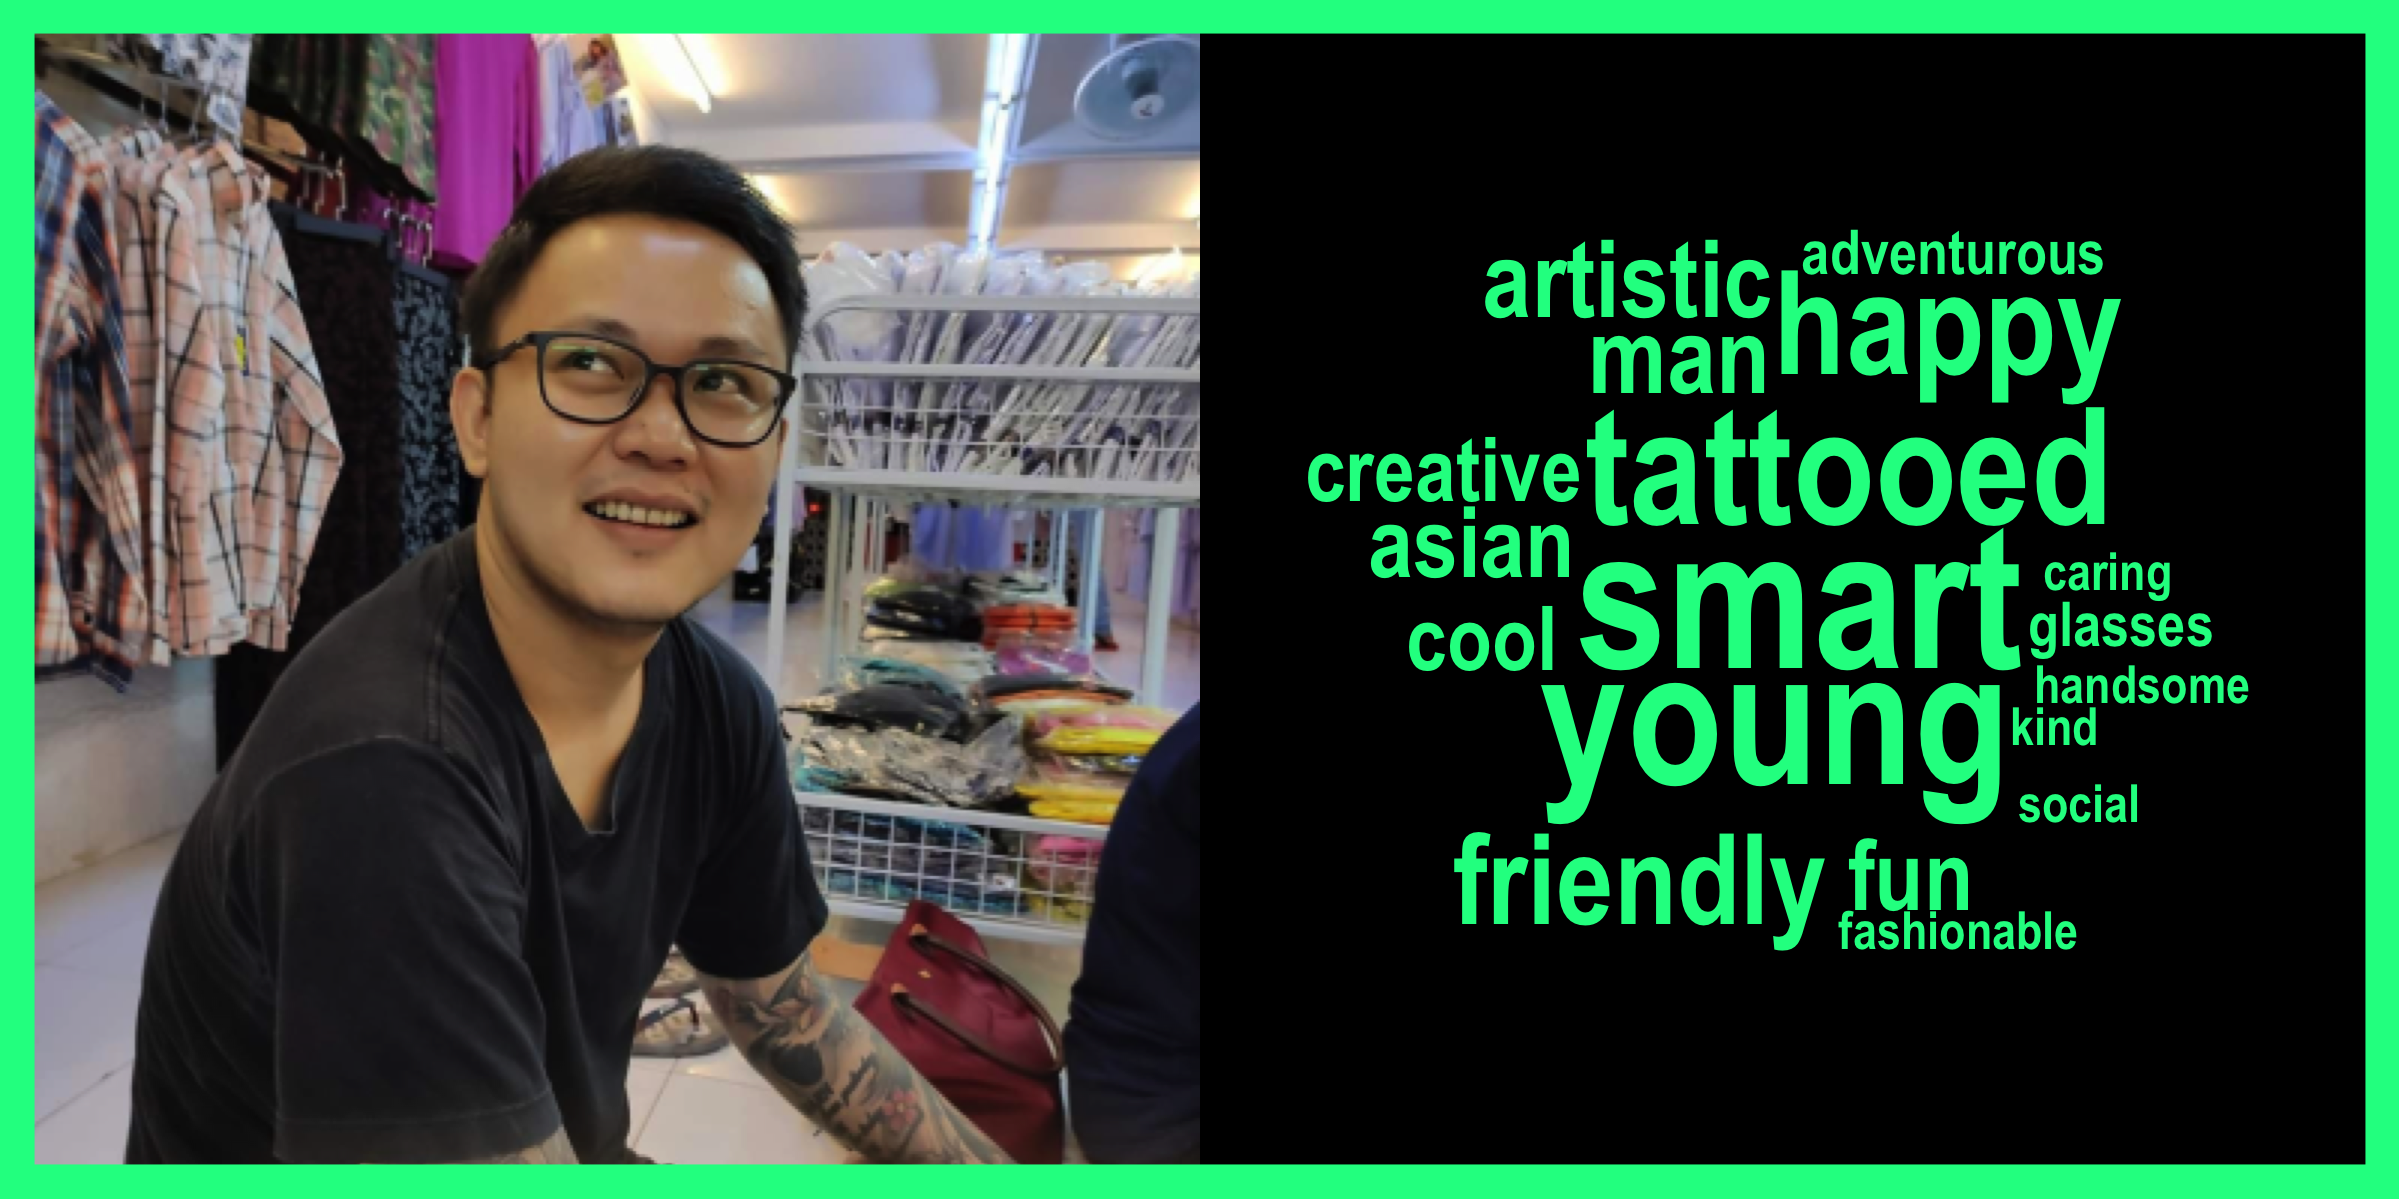 adventurous
artistic
happy
man
tattooed
creative
asian
smart
caring
glasses
cool
handsome
young
kind
social
friendly
fun
fashionable